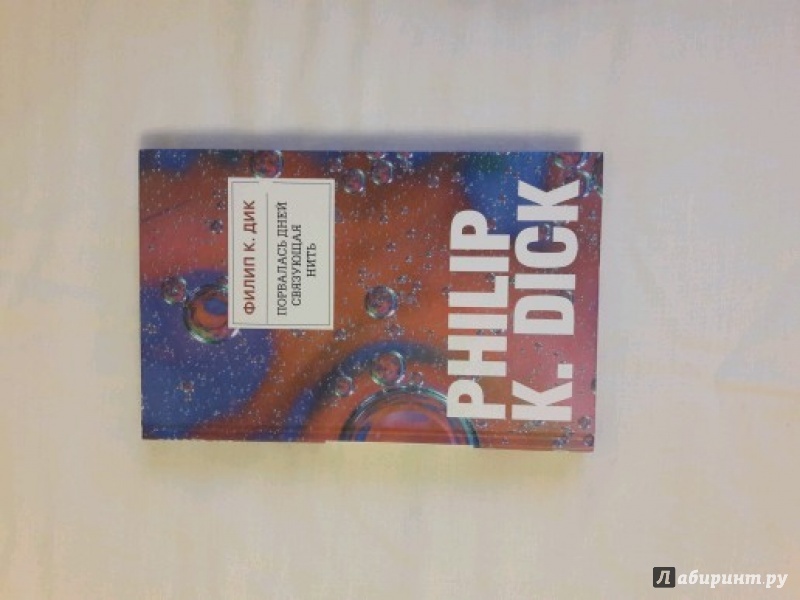 ФИЛИП К. ДИК
ПОРВАЛАСЬ ДНЕЙ
СВЯЗУЮЩАЯ
НИТЬ
PHILIP
K. DICK
Лабиринт.ру